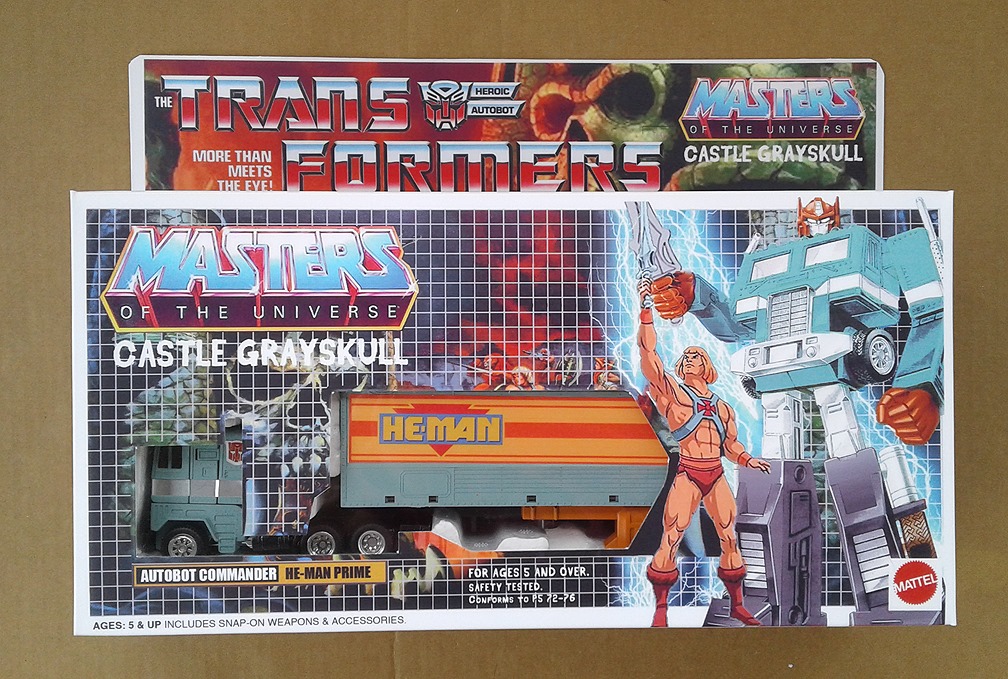 THE TRANS
HEROIC
AUTOBOT
FORMERS
MORE THAN
MEETS
THE EYE!
MASTERS
OF THE UNIVERSE
CASTLE GRAYSKULL
MASTERS
OF THE UNIVERSE
CASTLE GRAYSKULL
HE-MAN
AUTOBOT COMMANDER HE-MAN PRIME
FOR AGES 5 AND OVER.
SAFETY TESTED.
CONFORMS TO PS 72-76
MATTEL
AGES: 5 & UP INCLUDES SNAP-ON WEAPONS & ACCESSORIES.